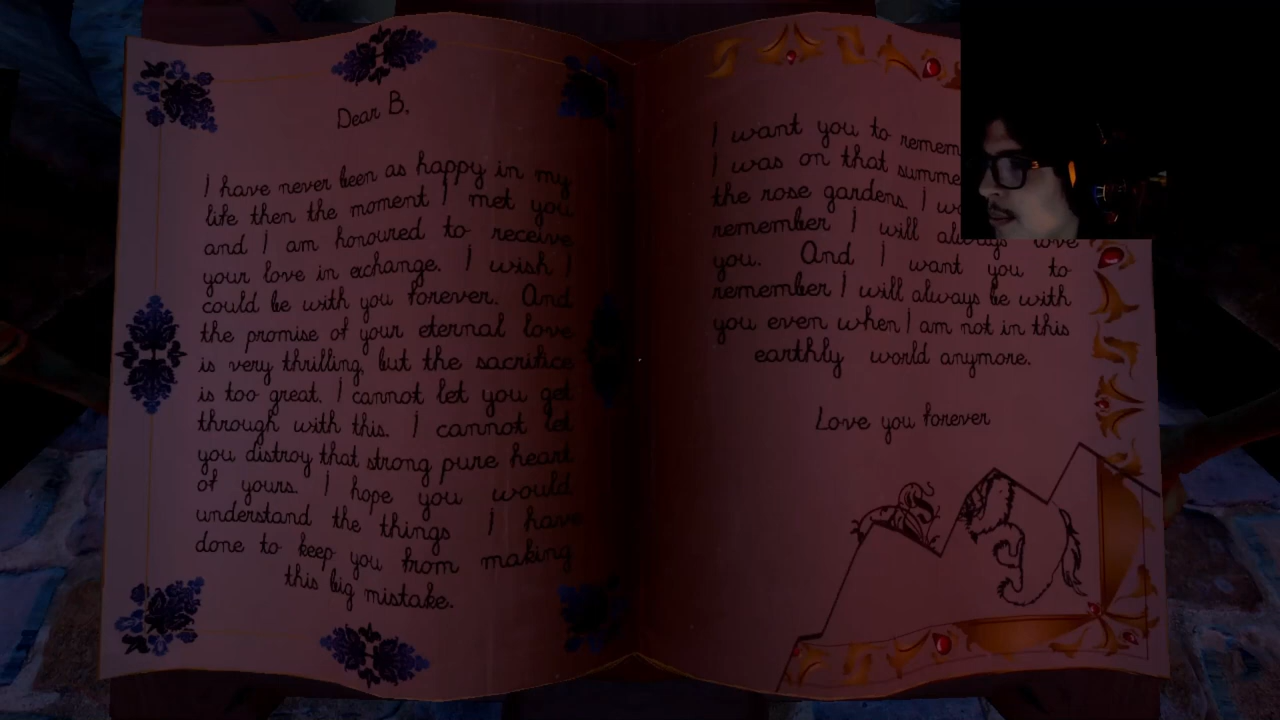 Dear B,
I have never been as happy in my
life then the moment I met you
and I am honoured to receive
your love in exchange. I wish I
could be with you forever. And
the promise of your eternal love
is very thrilling, but the sacrifice
is too great. I cannot let you get
through with this. I cannot let
you distroy that strong pure heart
of yours. I hope you would
understand the things I have
done to keep you from making
this big mistake.
I want you to remem
I was on that summe
the rose gardens. I
remember I will always love
you. And I want you to
remember I will always be with
you even when I am not in this
earthly world anymore.
Love you forever